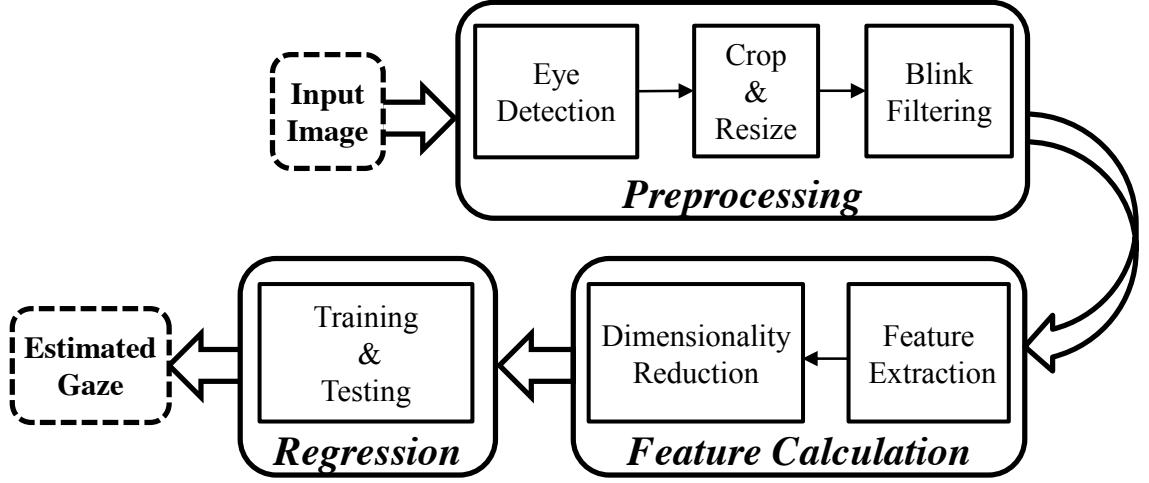 Input
Image
Eye
Detection
Crop
&
Resize
Blink
Filtering
Preprocessing
Feature
Extraction
Dimensionality
Reduction
Feature Calculation
Training
&
Testing
Regression
Estimated
Gaze